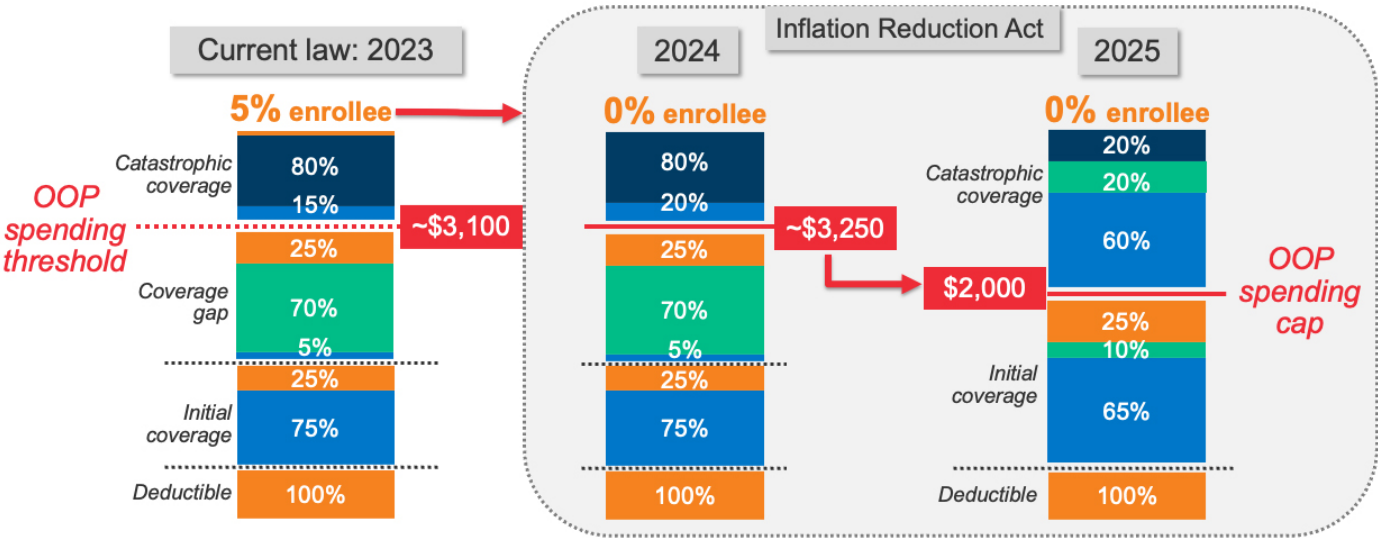 Inflation Reduction Act
Current law: 2023
2024
2025
5% enrollee
0% enrollee
0% enrollee
Catastrophic
coverage
80%
15%
OOP
spending
threshold
~$3,100
25%
Coverage
gap
70%
5%
Initial
coverage
25%
75%
Deductible
100%
80%
20%
~$3,250
25%
70%
5%
25%
75%
100%
Catastrophic
coverage
20%
20%
60%
$2,000
OOP
spending
cap
25%
10%
Initial
coverage
65%
Deductible
100%